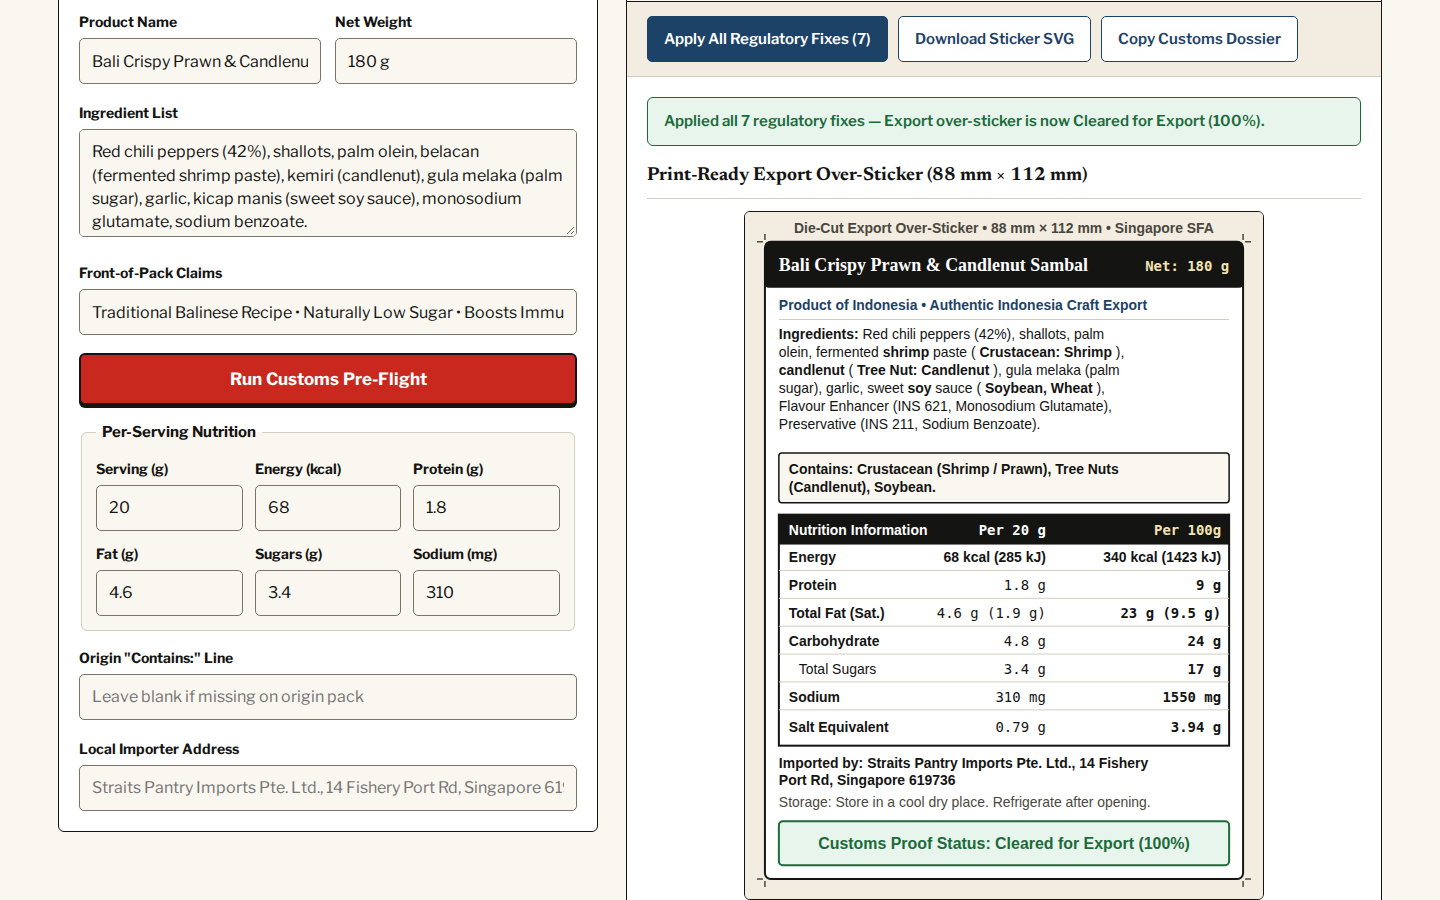 Product Name
Net Weight
Bali Crispy Prawn & Candlenu
180 g
Ingredient List
Red chili peppers (42%), shallots, palm olein, belacan
(fermented shrimp paste), kemiri (candlenut), gula melaka (palm
sugar), garlic, kicap manis (sweet soy sauce), monosodium
glutamate, sodium benzoate.
Front-of-Pack Claims
Traditional Balinese Recipe • Naturally Low Sugar • Boosts Immu
Run Customs Pre-Flight
Per-Serving Nutrition
Serving (g)
Energy (kcal)
Protein (g)
20
68
1.8
Fat (g)
Sugars (g)
Sodium (mg)
4.6
3.4
310
Origin "Contains:" Line
Leave blank if missing on origin pack
Local Importer Address
Straits Pantry Imports Pte. Ltd., 14 Fishery Port Rd, Singapore 61
Apply All Regulatory Fixes (7)
Download Sticker SVG
Copy Customs Dossier
Applied all 7 regulatory fixes — Export over-sticker is now Cleared for Export (100%).
Print-Ready Export Over-Sticker (88 mm × 112 mm)
Die-Cut Export Over-Sticker • 88 mm × 112 mm • Singapore SFA
Bali Crispy Prawn & Candlenut Sambal
Net: 180 g
Product of Indonesia • Authentic Indonesia Craft Export
Ingredients: Red chili peppers (42%), shallots, palm
olein, fermented shrimp paste ( Crustacean: Shrimp ),
candlenut ( Tree Nut: Candlenut ), gula melaka (palm
sugar), garlic, sweet soy sauce ( Soybean, Wheat ),
Flavour Enhancer (INS 621, Monosodium Glutamate),
Preservative (INS 211, Sodium Benzoate).
Contains: Crustacean (Shrimp / Prawn), Tree Nuts
(Candlenut), Soybean.
Nutrition Information Per 20 g Per 100g
Energy 68 kcal (285 kJ) 340 kcal (1423 kJ)
Protein 1.8 g 9 g
Total Fat (Sat.) 4.6 g (1.9 g) 23 g (9.5 g)
Carbohydrate 4.8 g 24 g
Total Sugars 3.4 g 17 g
Sodium 310 mg 1550 mg
Salt Equivalent 0.79 g 3.94 g
Imported by: Straits Pantry Imports Pte. Ltd., 14 Fishery
Port Rd, Singapore 619736
Storage: Store in a cool dry place. Refrigerate after opening.
Customs Proof Status: Cleared for Export (100%)